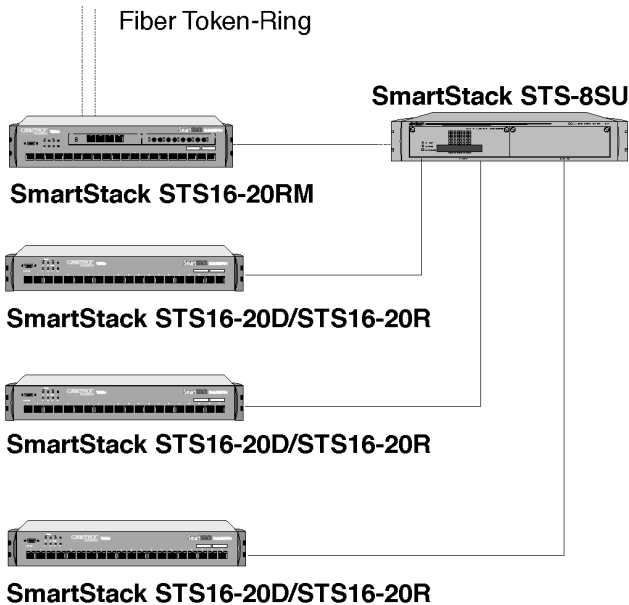 Fiber Token-Ring
SmartStack STS-8SU
SmartStack STS16-20RM
SmartStack STS16-20D/STS16-20R
SmartStack STS16-20D/STS16-20R
SmartStack STS16-20D/STS16-20R